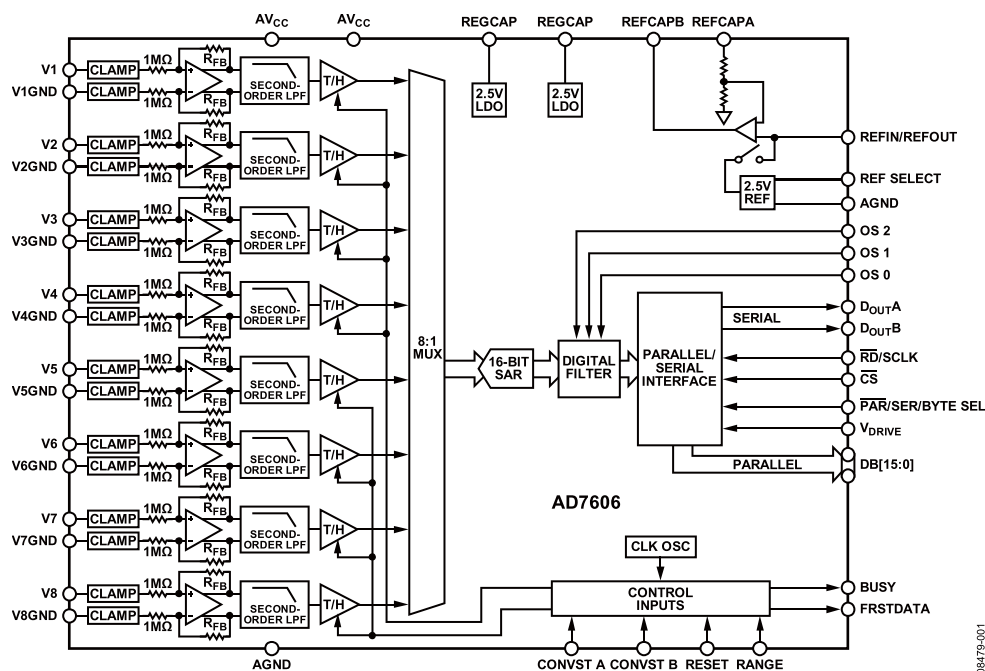 AVCC
AVCC
REGCAP
REGCAP
REFCAPB
REFCAPA
V1
CLAMP
1MΩ
RFB
V1GND
CLAMP
1MΩ
RFB
SECOND-
ORDER LPF
T/H
2.5V
LDO
2.5V
LDO
V2
CLAMP
1MΩ
RFB
V2GND
CLAMP
1MΩ
RFB
SECOND-
ORDER LPF
T/H
REFIN/REFOUT
2.5V
REF
REF SELECT
AGND
V3
CLAMP
1MΩ
RFB
V3GND
CLAMP
1MΩ
RFB
SECOND-
ORDER LPF
T/H
OS 2
OS 1
OS 0
V4
CLAMP
1MΩ
RFB
V4GND
CLAMP
1MΩ
RFB
SECOND-
ORDER LPF
T/H
8:1
MUX
16-BIT
SAR
DIGITAL
FILTER
PARALLEL/
SERIAL
INTERFACE
SERIAL
DOUTA
DOUTB
RD/SCLK
CS
PAR/SER/BYTE SEL
VDRIVE
PARALLEL
DB[15:0]
V5
CLAMP
1MΩ
RFB
V5GND
CLAMP
1MΩ
RFB
SECOND-
ORDER LPF
T/H
V6
CLAMP
1MΩ
RFB
V6GND
CLAMP
1MΩ
RFB
SECOND-
ORDER LPF
T/H
AD7606
V7
CLAMP
1MΩ
RFB
V7GND
CLAMP
1MΩ
RFB
SECOND-
ORDER LPF
T/H
CLK OSC
V8
CLAMP
1MΩ
RFB
V8GND
CLAMP
1MΩ
RFB
SECOND-
ORDER LPF
T/H
CONTROL
INPUTS
BUSY
FRSTDATA
AGND
CONVST A
CONVST B
RESET
RANGE
08479-001